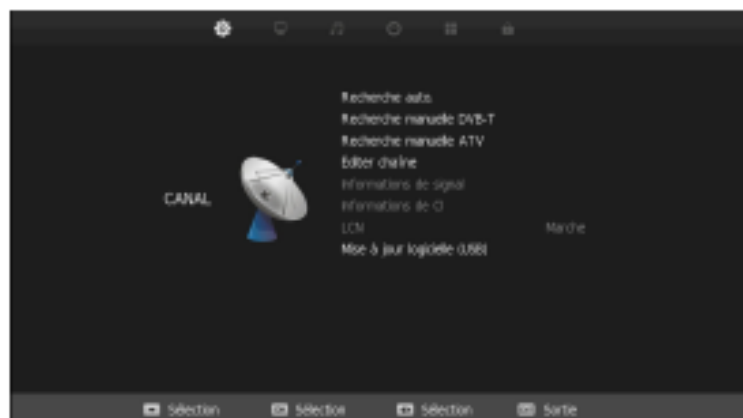 Recherche auto.
Recherche manuelle DVB-T
Recherche manuelle ATV
Editer chaîne
Informations de signal
CANAL
Informations de CI
LCN Marche
Mise à jour logicielle (USB)
Sélection Sélection Sélection Sortie